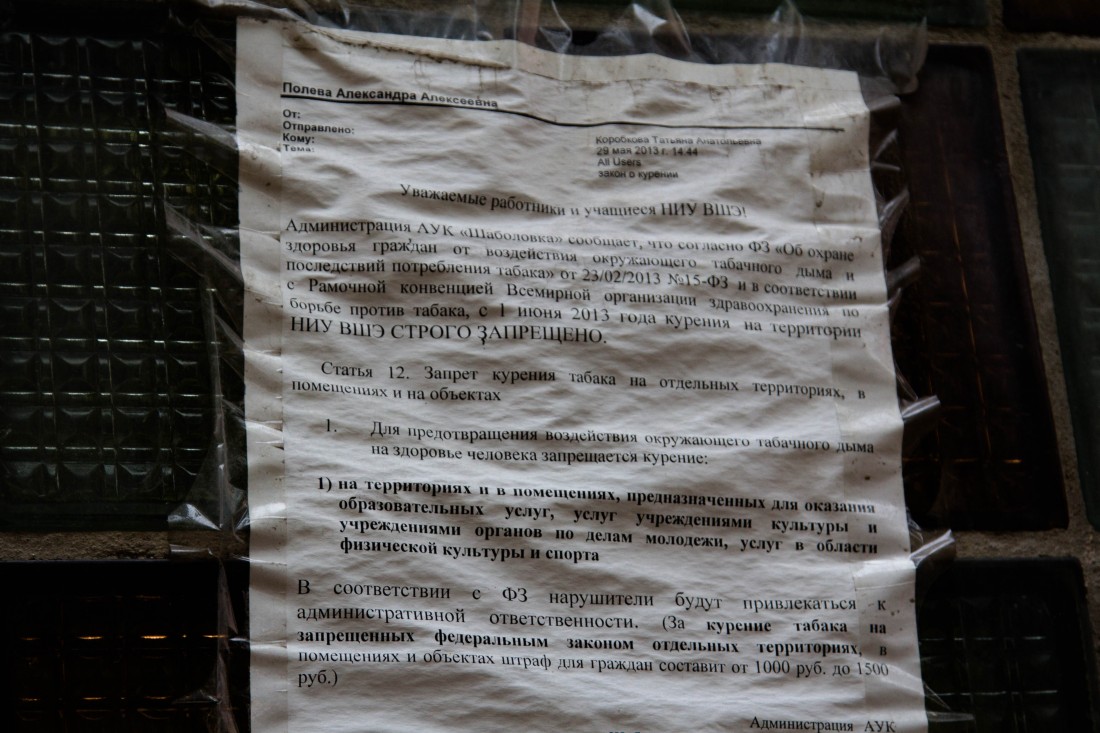 Полева Александра Алексеевна
От:
Отправлено:
Кому:
Тема:
Коробкова Татьяна Анатольевна
29 мая 2013 г. 14:44
All Users
закон о курении
Уважаемые работники и учащиеся НИУ ВШЭ!
Администрация АУК «Шаболовка» сообщает, что согласно ФЗ «Об охране
здоровья граждан от воздействия окружающего табачного дыма и
последствий потребления табака» от 23/02/2013 №15-ФЗ и в соответствии
с Рамочной конвенцией Всемирной организации здравоохранения по
борьбе против табака, с 1 июня 2013 года курения на территории
НИУ ВШЭ СТРОГО ЗАПРЕЩЕНО.
Статья 12. Запрет курения табака на отдельных территориях, в
помещениях и на объектах
1. Для предотвращения воздействия окружающего табачного дыма
на здоровье человека запрещается курение:
1) на территориях и в помещениях, предназначенных для оказания
образовательных услуг, услуг учреждениями культуры и
учреждениями органов по делам молодежи, услуг в области
физической культуры и спорта
В соответствии с ФЗ нарушители будут привлекаться к
административной ответственности. (За курение табака на
запрещенных федеральным законом отдельных территориях, в
помещениях и объектах штраф для граждан составит от 1000 руб. до 1500
руб.)
Администрация АУК